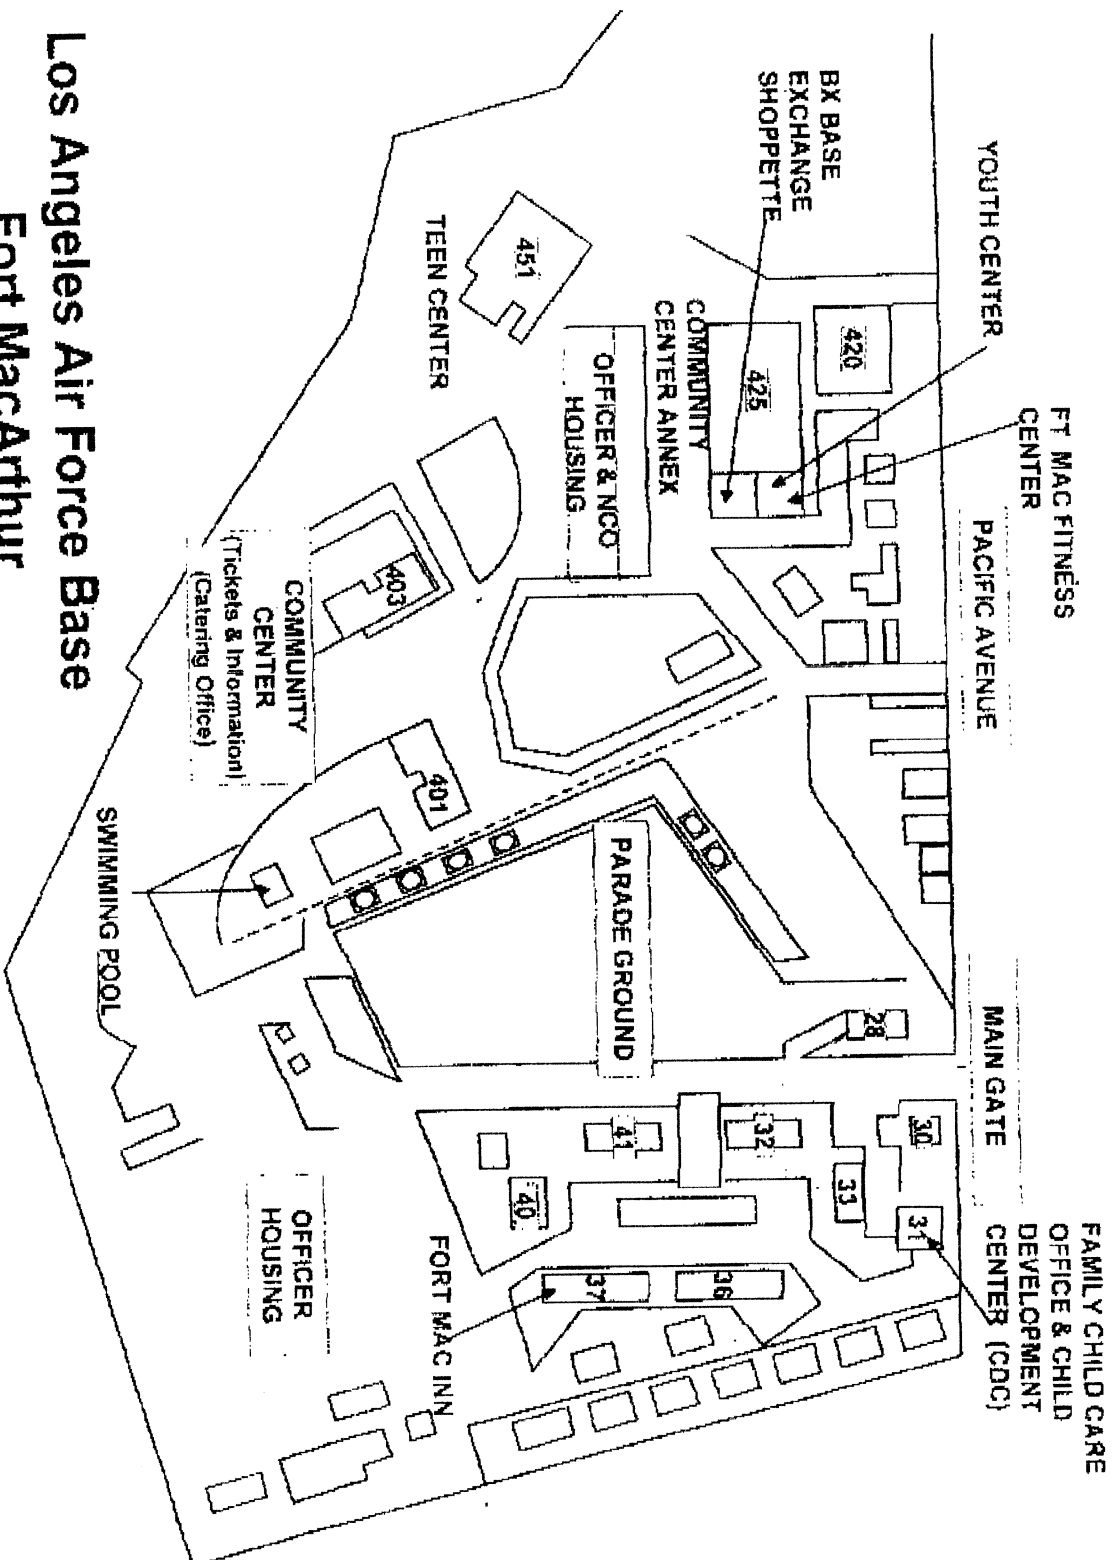 Los Angeles Air Force Base
Fort MacArthur
YOUTH CENTER
FT MAC FITNESS
CENTER
PACIFIC AVENUE
MAIN GATE
FAMILY CHILD CARE
OFFICE & CHILD
DEVELOPMENT
CENTER (CDC)
BX BASE
EXCHANGE
SHOPPETTE
420
425
COMMUNITY
CENTER ANNEX
OFFICER & NCO
HOUSING
451
TEEN CENTER
403
COMMUNITY
CENTER
(Tickets & Information)
(Catering Office)
401
SWIMMING POOL
PARADE GROUND
28
30
31
33
32
41
40
36
37
FORT MAC INN
OFFICER
HOUSING